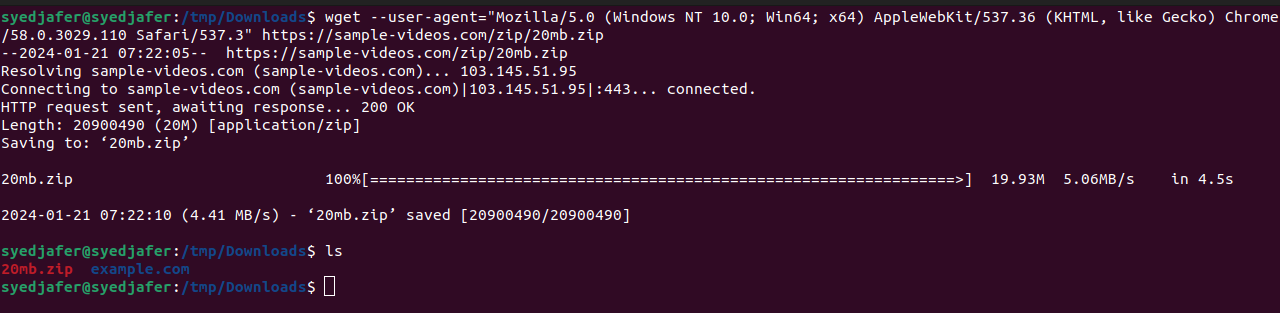 syedjafer@syedjafer:/tmp/Downloads$ wget --user-agent="Mozilla/5.0 (Windows NT 10.0; Win64; x64) AppleWebKit/537.36 (KHTML, like Gecko) Chrome
/58.0.3029.110 Safari/537.3" https://sample-videos.com/zip/20mb.zip
--2024-01-21 07:22:05--  https://sample-videos.com/zip/20mb.zip
Resolving sample-videos.com (sample-videos.com)... 103.145.51.95
Connecting to sample-videos.com (sample-videos.com)|103.145.51.95|:443... connected.
HTTP request sent, awaiting response... 200 OK
Length: 20900490 (20M) [application/zip]
Saving to: ‘20mb.zip’
20mb.zip                            100%[=================================================================>]  19.93M  5.06MB/s    in 4.5s
2024-01-21 07:22:10 (4.41 MB/s) - ‘20mb.zip’ saved [20900490/20900490]
syedjafer@syedjafer:/tmp/Downloads$ ls
20mb.zip  example.com
syedjafer@syedjafer:/tmp/Downloads$